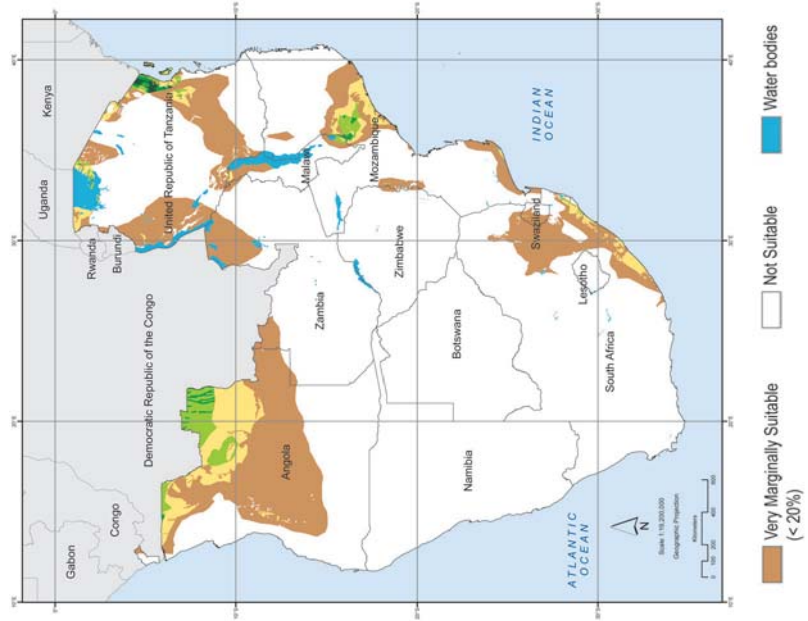 Gabon
Congo
Democratic Republic of the Congo
Uganda
Kenya
Rwanda
Burundi
United Republic of Tanzania
Angola
Zambia
Malawi
Mozambique
Zimbabwe
Namibia
Botswana
Swaziland
Lesotho
South Africa
ATLANTIC
OCEAN
INDIAN
OCEAN
N
Geographic Projection
Kilometers
Very Marginally Suitable
(< 20%)
Not Suitable
Water bodies